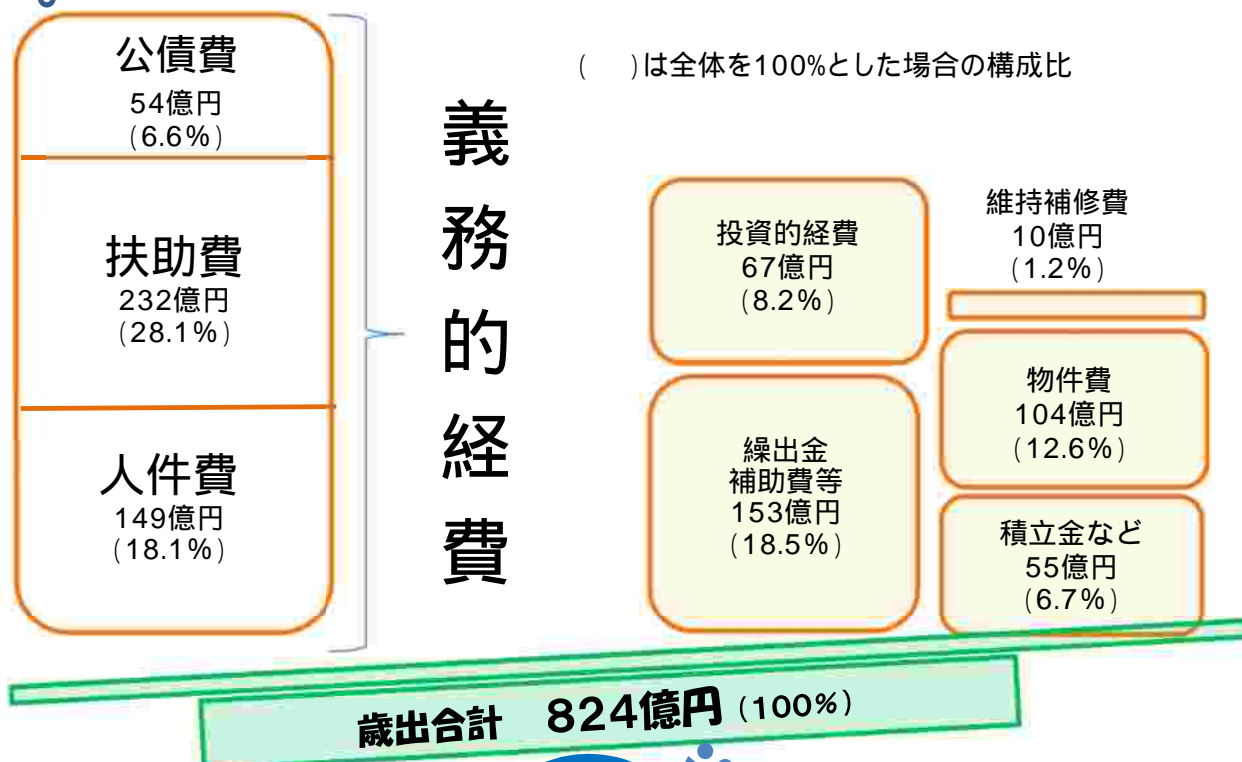 公債費
54億円
(6.6%)
扶助費
232億円
(28.1%)
人件費
149億円
(18.1%)
義務的経費
(　)は全体を100%とした場合の構成比
投資的経費
67億円
(8.2%)
繰出金
補助費等
153億円
(18.5%)
維持補修費
10億円
(1.2%)
物件費
104億円
(12.6%)
積立金など
55億円
(6.7%)
歳出合計　824億円(100%)